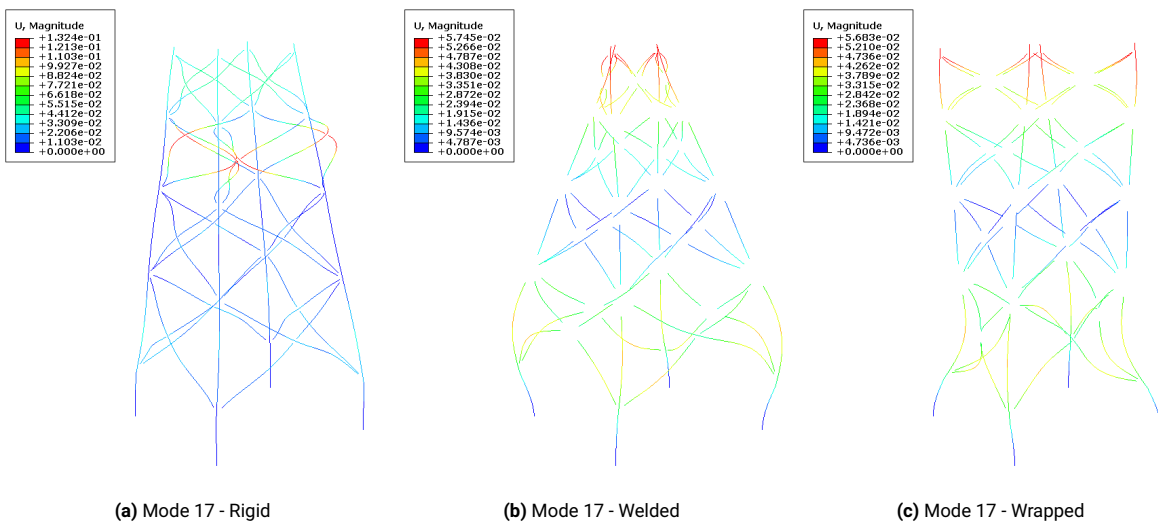 U, Magnitude
+1.324e-01
+1.213e-01
+1.103e-01
+9.927e-02
+8.824e-02
+7.721e-02
+6.618e-02
+5.515e-02
+4.412e-02
+3.309e-02
+2.206e-02
+1.103e-02
+0.000e+00
U, Magnitude
+5.745e-02
+5.266e-02
+4.787e-02
+4.308e-02
+3.830e-02
+3.351e-02
+2.872e-02
+2.394e-02
+1.915e-02
+1.436e-02
+9.574e-03
+4.787e-03
+0.000e+00
U, Magnitude
+5.683e-02
+5.210e-02
+4.736e-02
+4.262e-02
+3.789e-02
+3.315e-02
+2.842e-02
+2.368e-02
+1.894e-02
+1.421e-02
+9.472e-03
+4.736e-03
+0.000e+00
(a) Mode 17 - Rigid
(b) Mode 17 - Welded
(c) Mode 17 - Wrapped